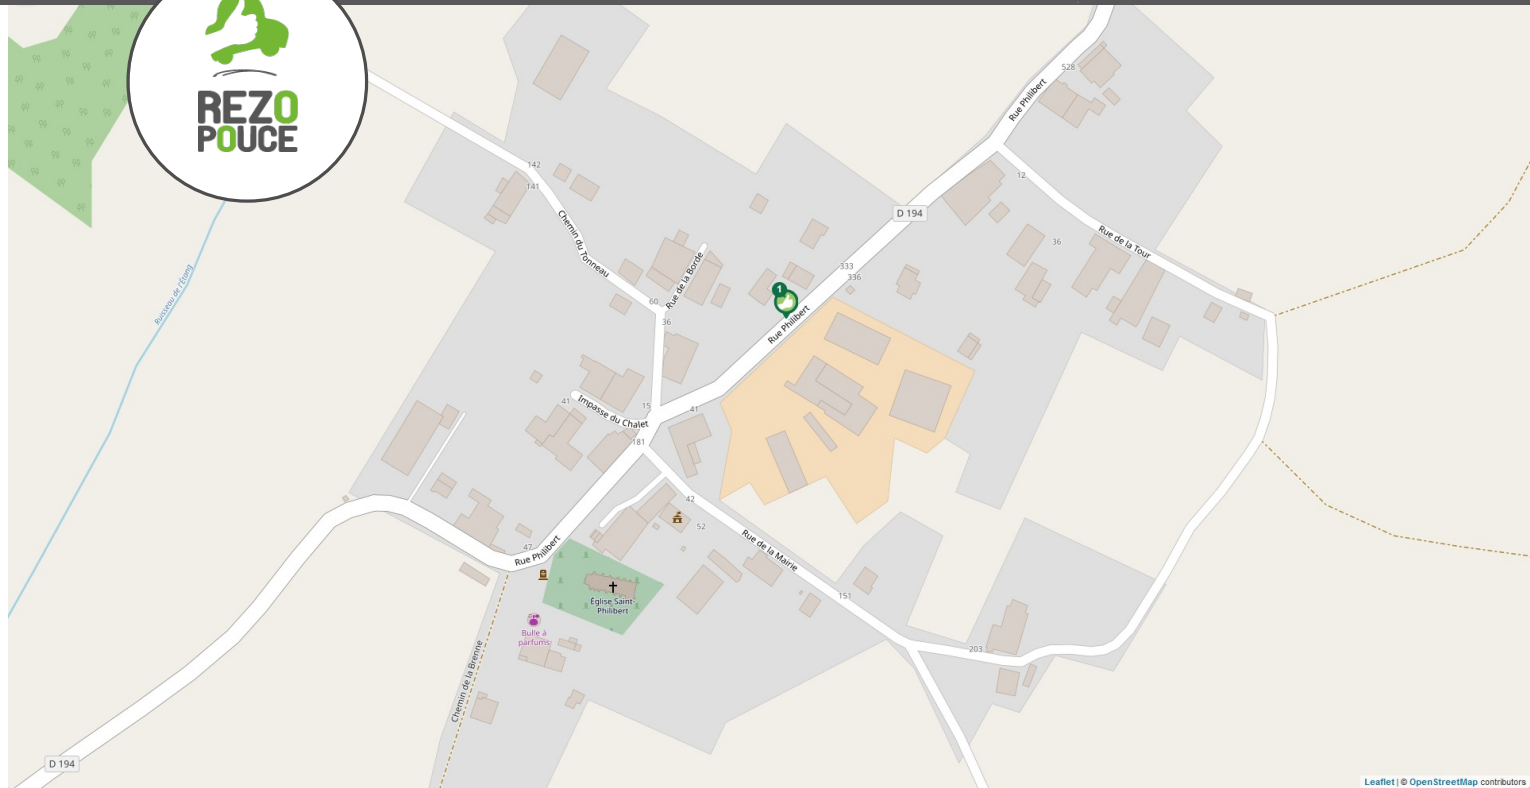 REZO
POUCE
528
Rue Philibert
142
141
12
D 194
Chemin du Tonneau
36
Rue de la Tour
Rue de la Borde
333
336
Ruisseau de l'Étang
1
60
36
Rue Philibert
41
Impasse du Chalet
15
41
181
42
52
47
Rue Philibert
Rue de la Mairie
Église Saint-
Philibert
151
Bulle à
parfums
203
Chemin de la Brenne
D 194
Leaflet | © OpenStreetMap contributors